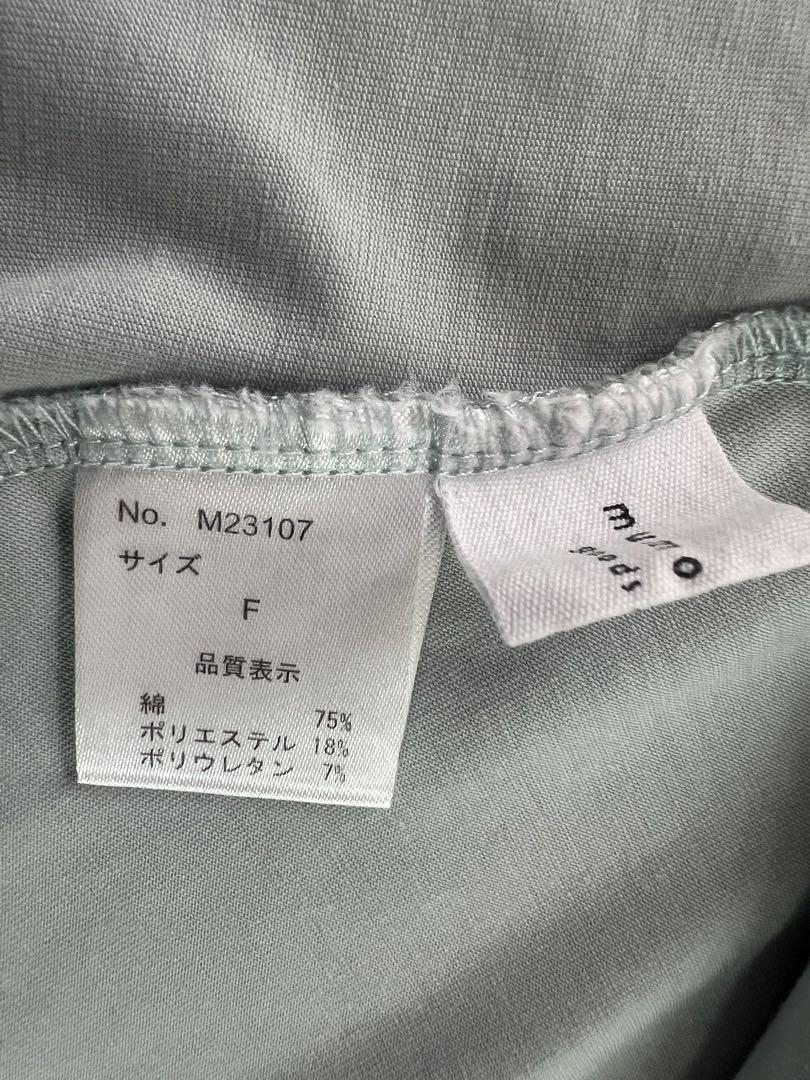 No. M23107
サイズ
F
品質表示
綿 75%
ポリエステル 18%
ポリウレタン 7%
mumo
goods